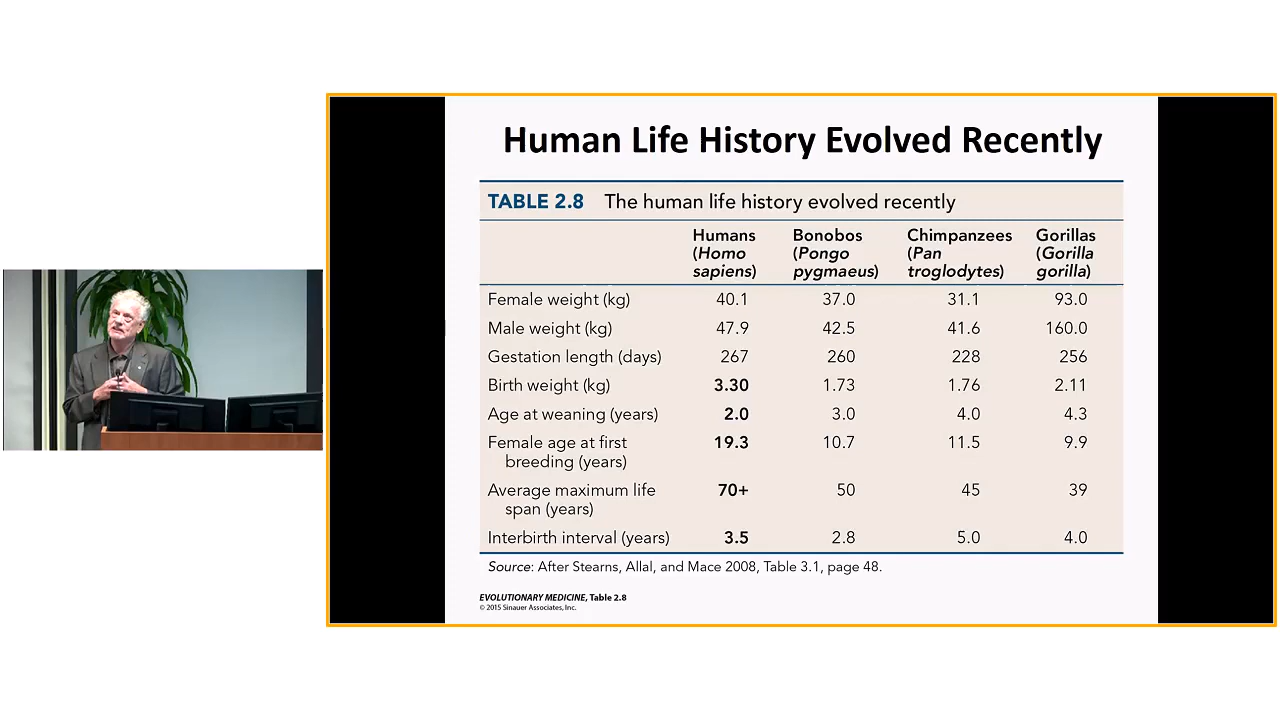 Human Life History Evolved Recently
TABLE 2.8 The human life history evolved recently
Humans (Homo sapiens) Bonobos (Pongo pygmaeus) Chimpanzees (Pan troglodytes) Gorillas (Gorilla gorilla)
Female weight (kg) 40.1 37.0 31.1 93.0
Male weight (kg) 47.9 42.5 41.6 160.0
Gestation length (days) 267 260 228 256
Birth weight (kg) 3.30 1.73 1.76 2.11
Age at weaning (years) 2.0 3.0 4.0 4.3
Female age at first 19.3 10.7 11.5 9.9
breeding (years)
Average maximum life 70+ 50 45 39
span (years)
Interbirth interval (years) 3.5 2.8 5.0 4.0
Source: After Stearns, Allal, and Mace 2008, Table 3.1, page 48.
EVOLUTIONARY MEDICINE, Table 2.8
© 2015 Sinauer Associates, Inc.